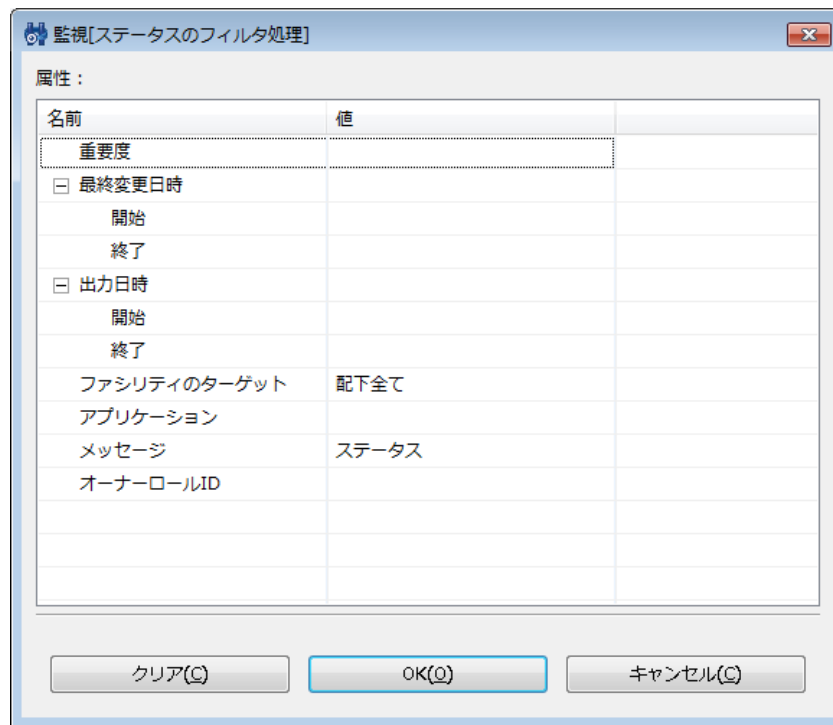 監視[ステータスのフィルタ処理]
属性：
名前 値
重要度
最終変更日時
開始
終了
出力日時
開始
終了
ファシリティのターゲット 配下全て
アプリケーション
メッセージ ステータス
オーナーロールID
クリア(C) OK(O) キャンセル(C)